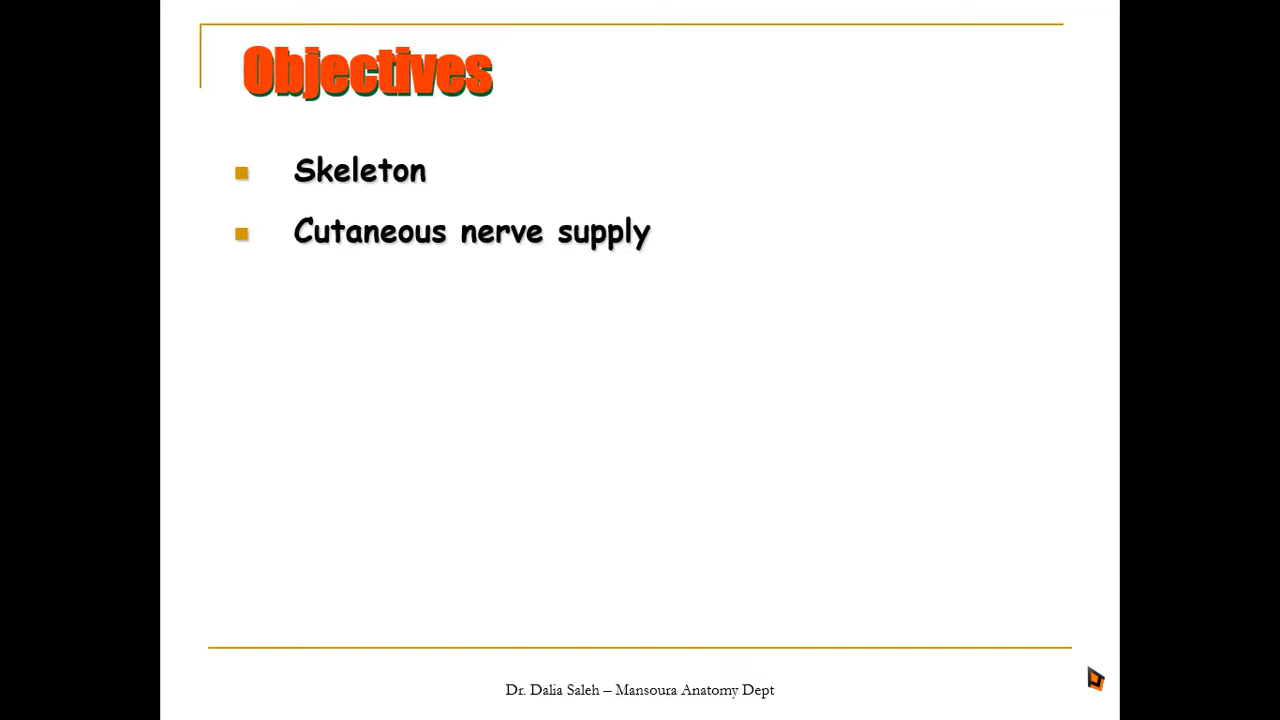 Objectives
Skeleton
Cutaneous nerve supply
Dr. Dalia Saleh – Mansoura Anatomy Dept